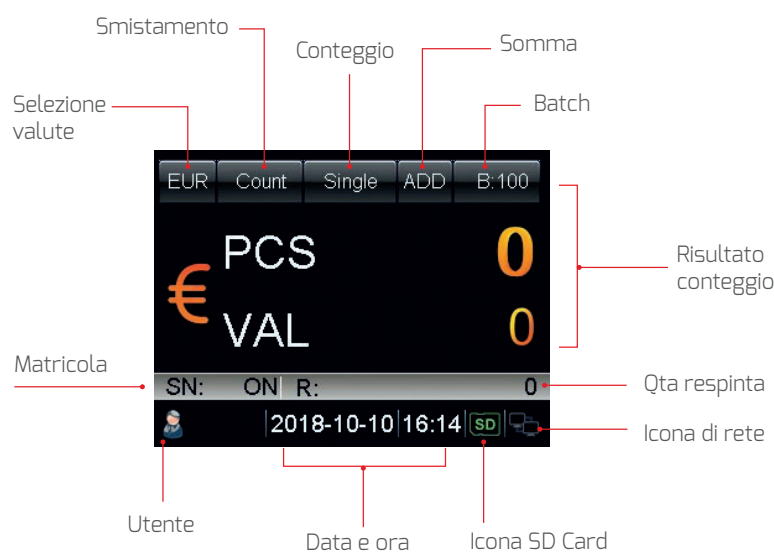 Smistamento
Conteggio
Somma
Selezione
valute
Batch
EUR Count Single ADD B:100
PCS 0
€
VAL 0
Risultato
conteggio
Matricola
SN: ON R: 0
Qta respinta
2018-10-10 16:14 SD
Icona di rete
Utente
Data e ora
Icona SD Card